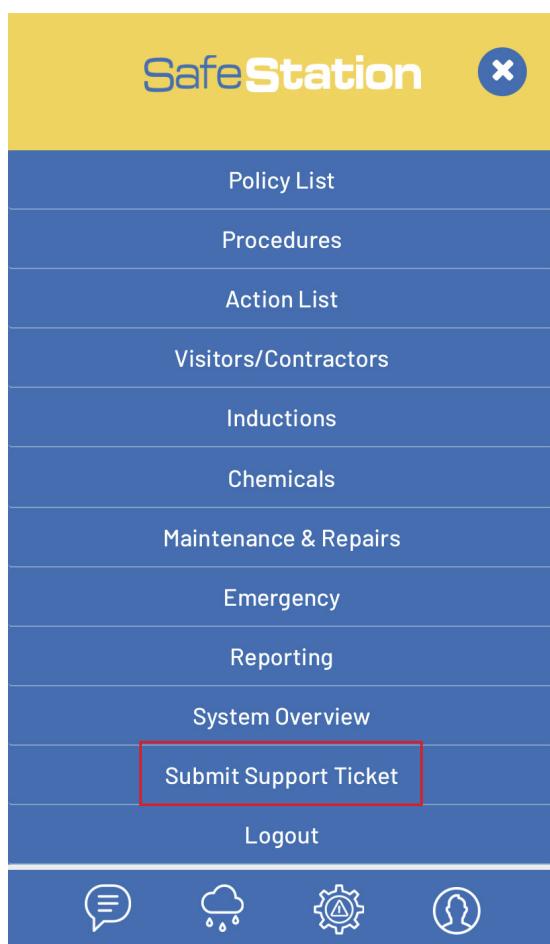 SafeStation
Policy List
Procedures
Action List
Visitors/Contractors
Inductions
Chemicals
Maintenance & Repairs
Emergency
Reporting
System Overview
Submit Support Ticket
Logout